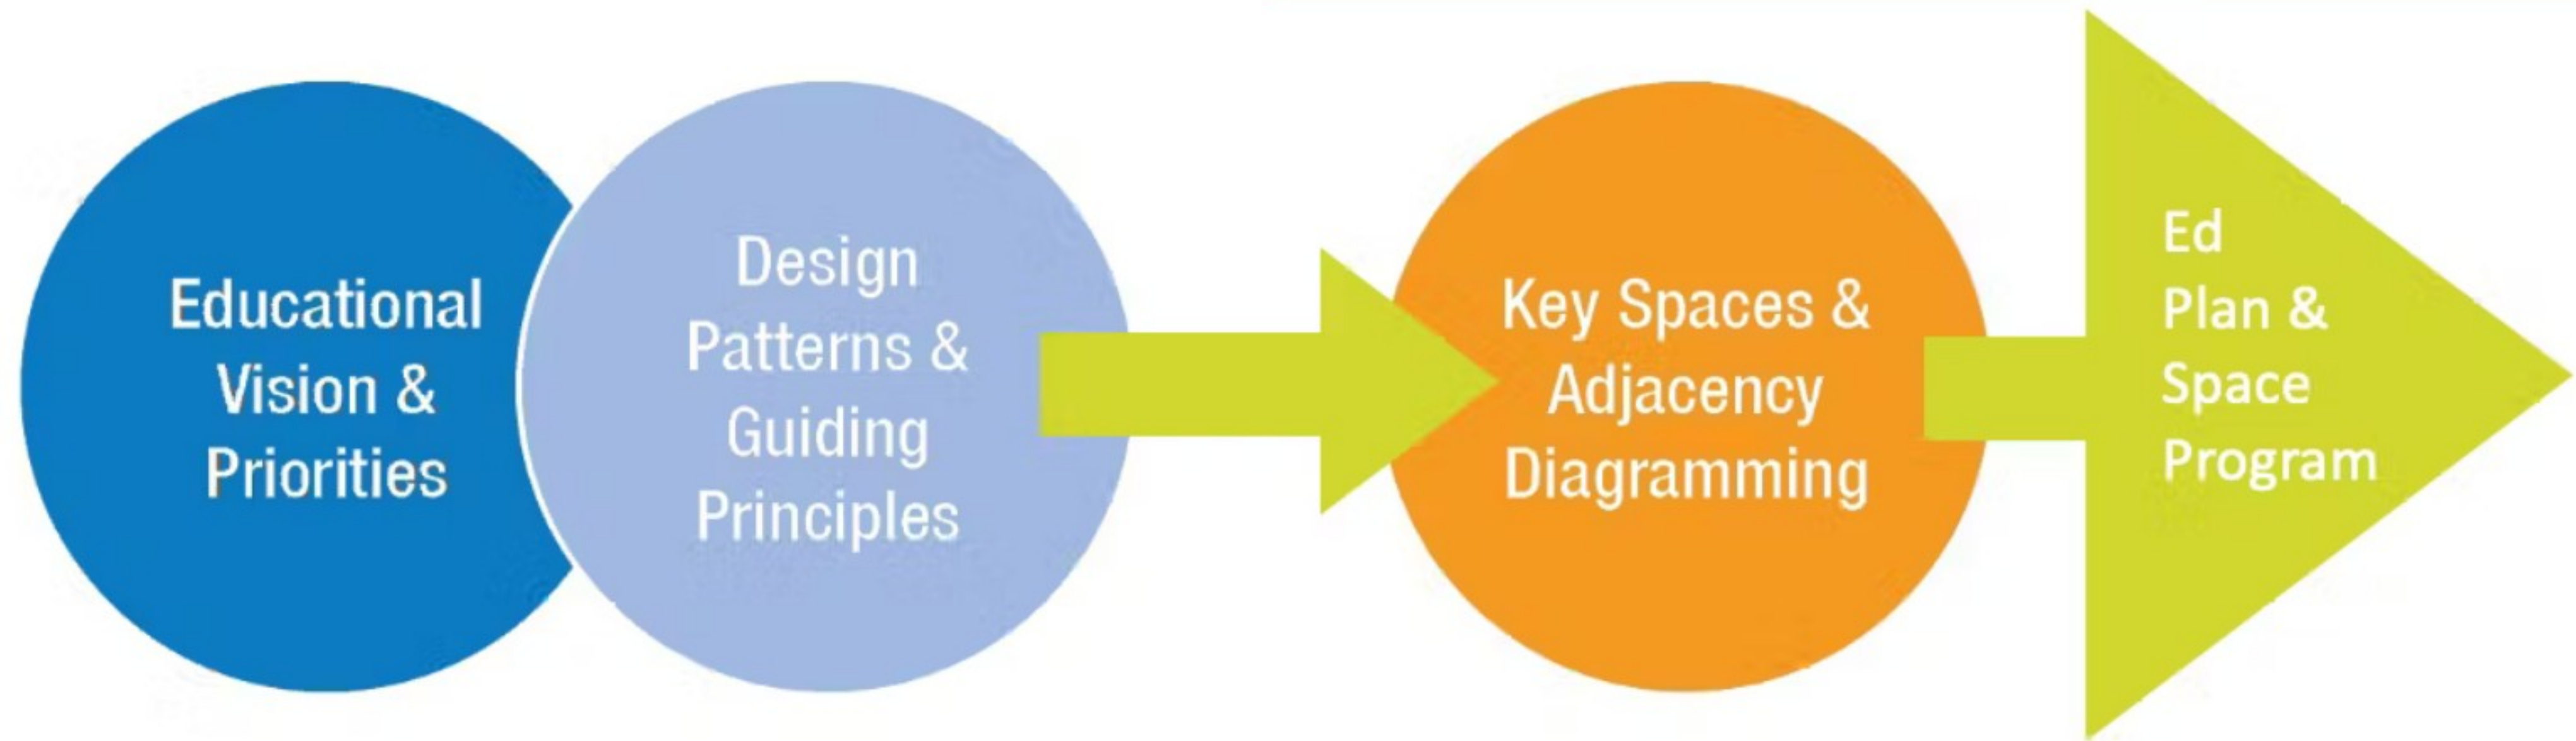 Educational
Vision &
Priorities
Design
Patterns &
Guiding
Principles
Key Spaces &
Adjacency
Diagramming
Ed
Plan &
Space
Program